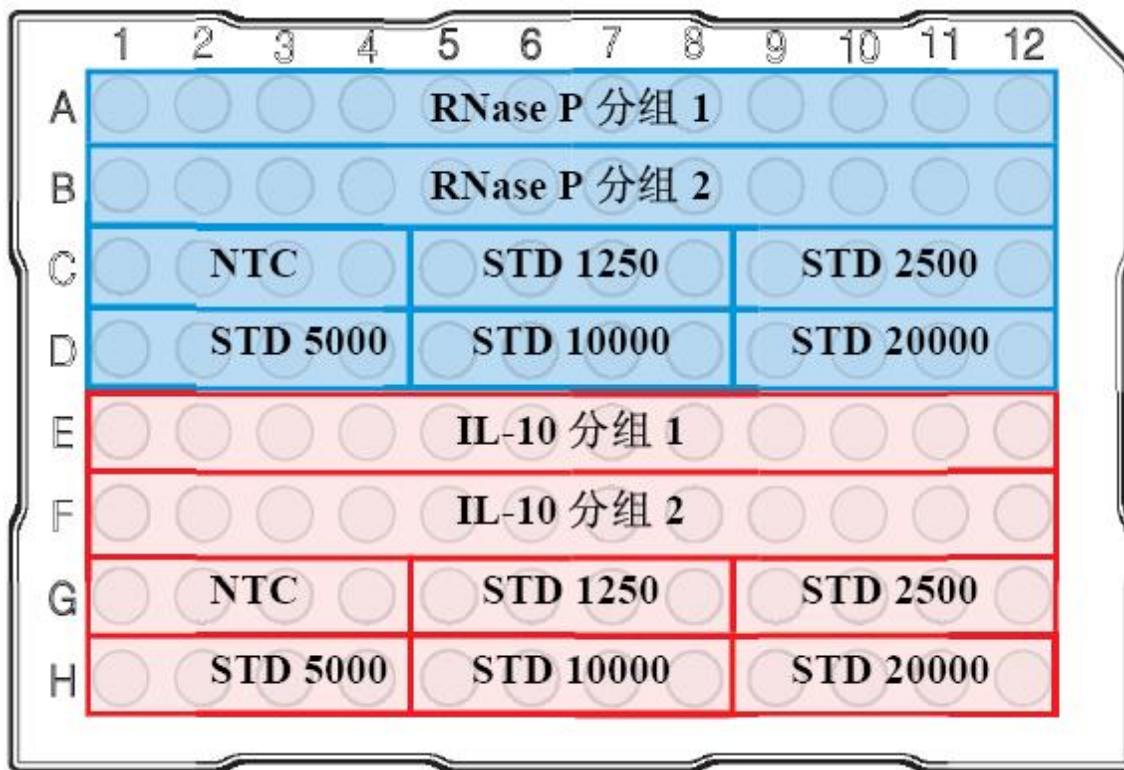 1 2 3 4 5 6 7 8 9 10 11 12
A RNase P 分组 1
B RNase P 分组 2
C NTC STD 1250 STD 2500
D STD 5000 STD 10000 STD 20000
E IL-10 分组 1
F IL-10 分组 2
G NTC STD 1250 STD 2500
H STD 5000 STD 10000 STD 20000